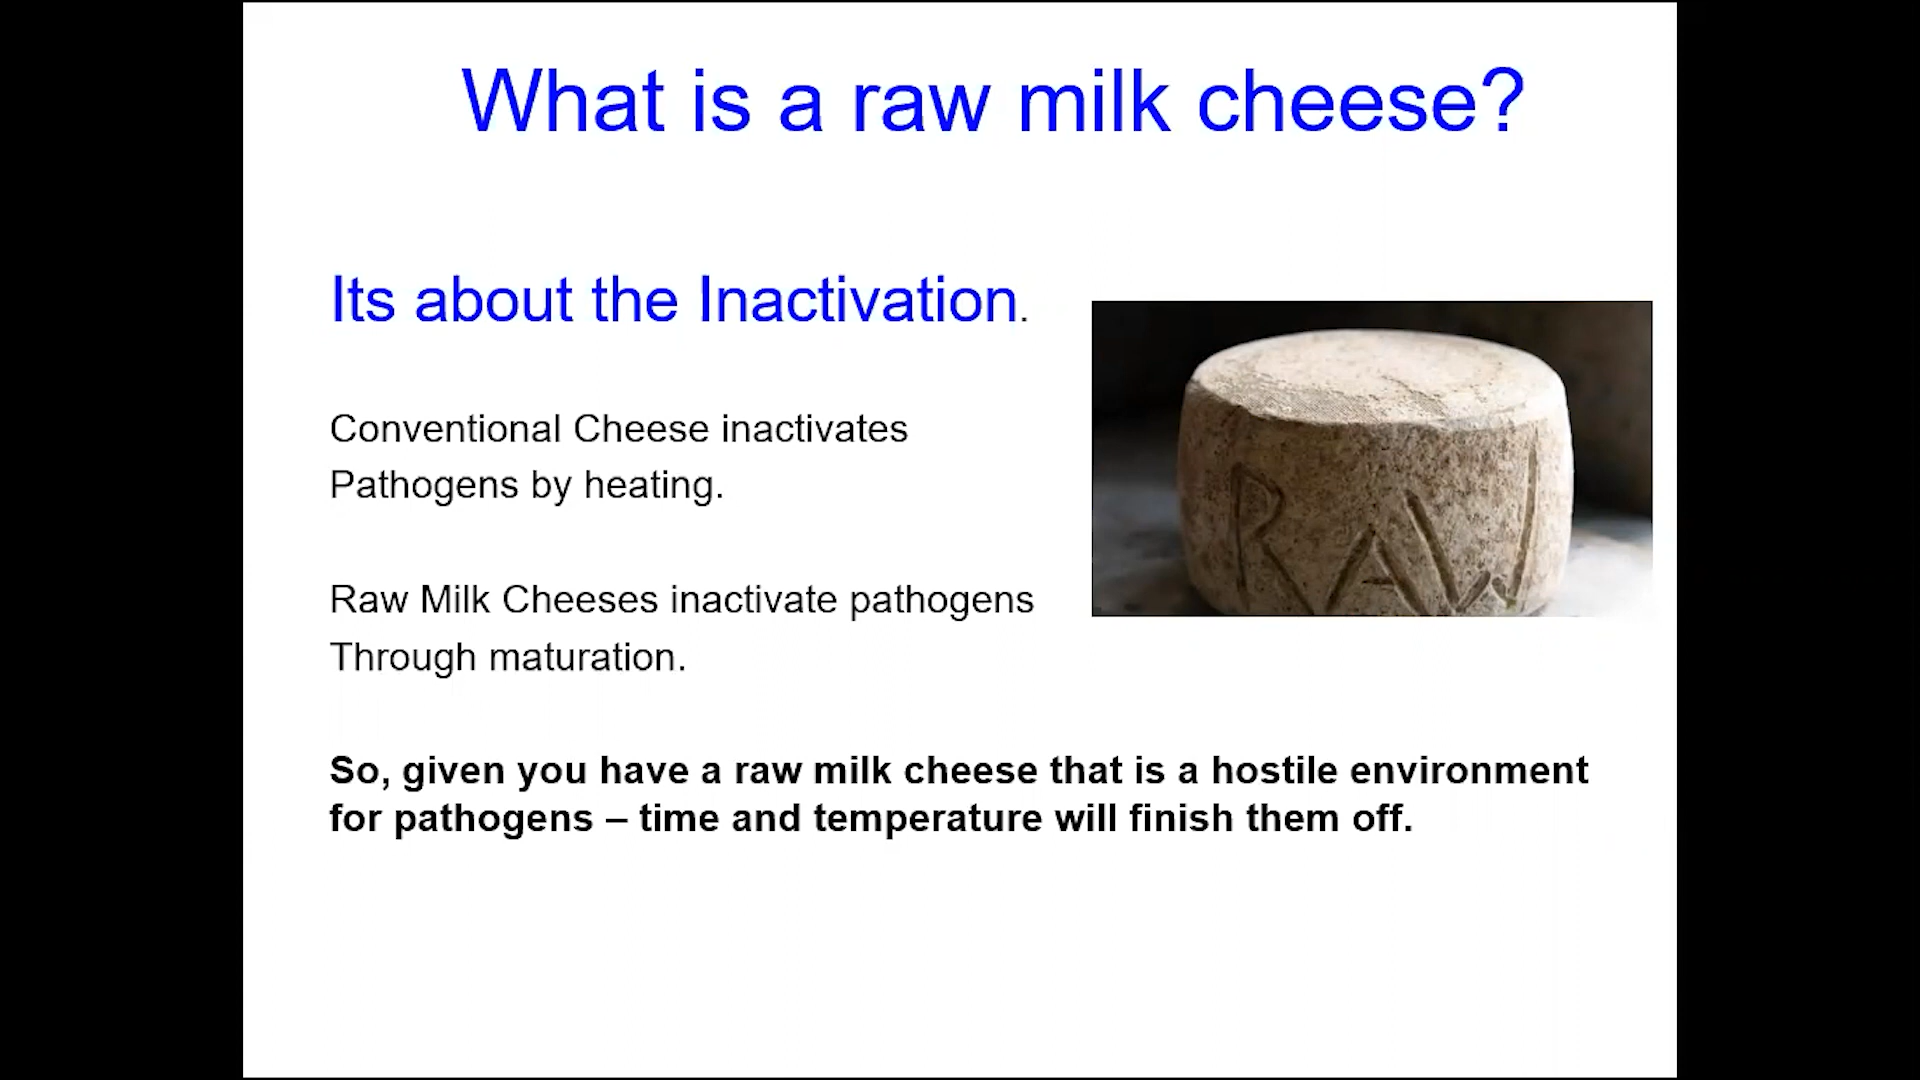 What is a raw milk cheese?
Its about the Inactivation.
Conventional Cheese inactivates
Pathogens by heating.
RAW
Raw Milk Cheeses inactivate pathogens
Through maturation.
So, given you have a raw milk cheese that is a hostile environment
for pathogens – time and temperature will finish them off.